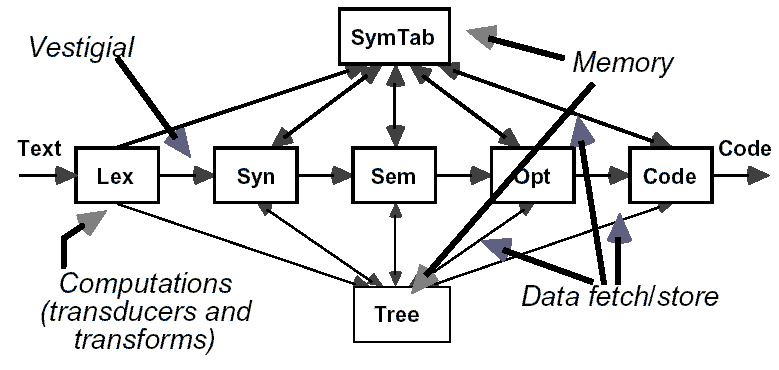 SymTab
Vestigial
Memory
Text
Code
Lex
Syn
Sem
Opt
Code
Computations
(transducers and
transforms)
Data fetch/store
Tree